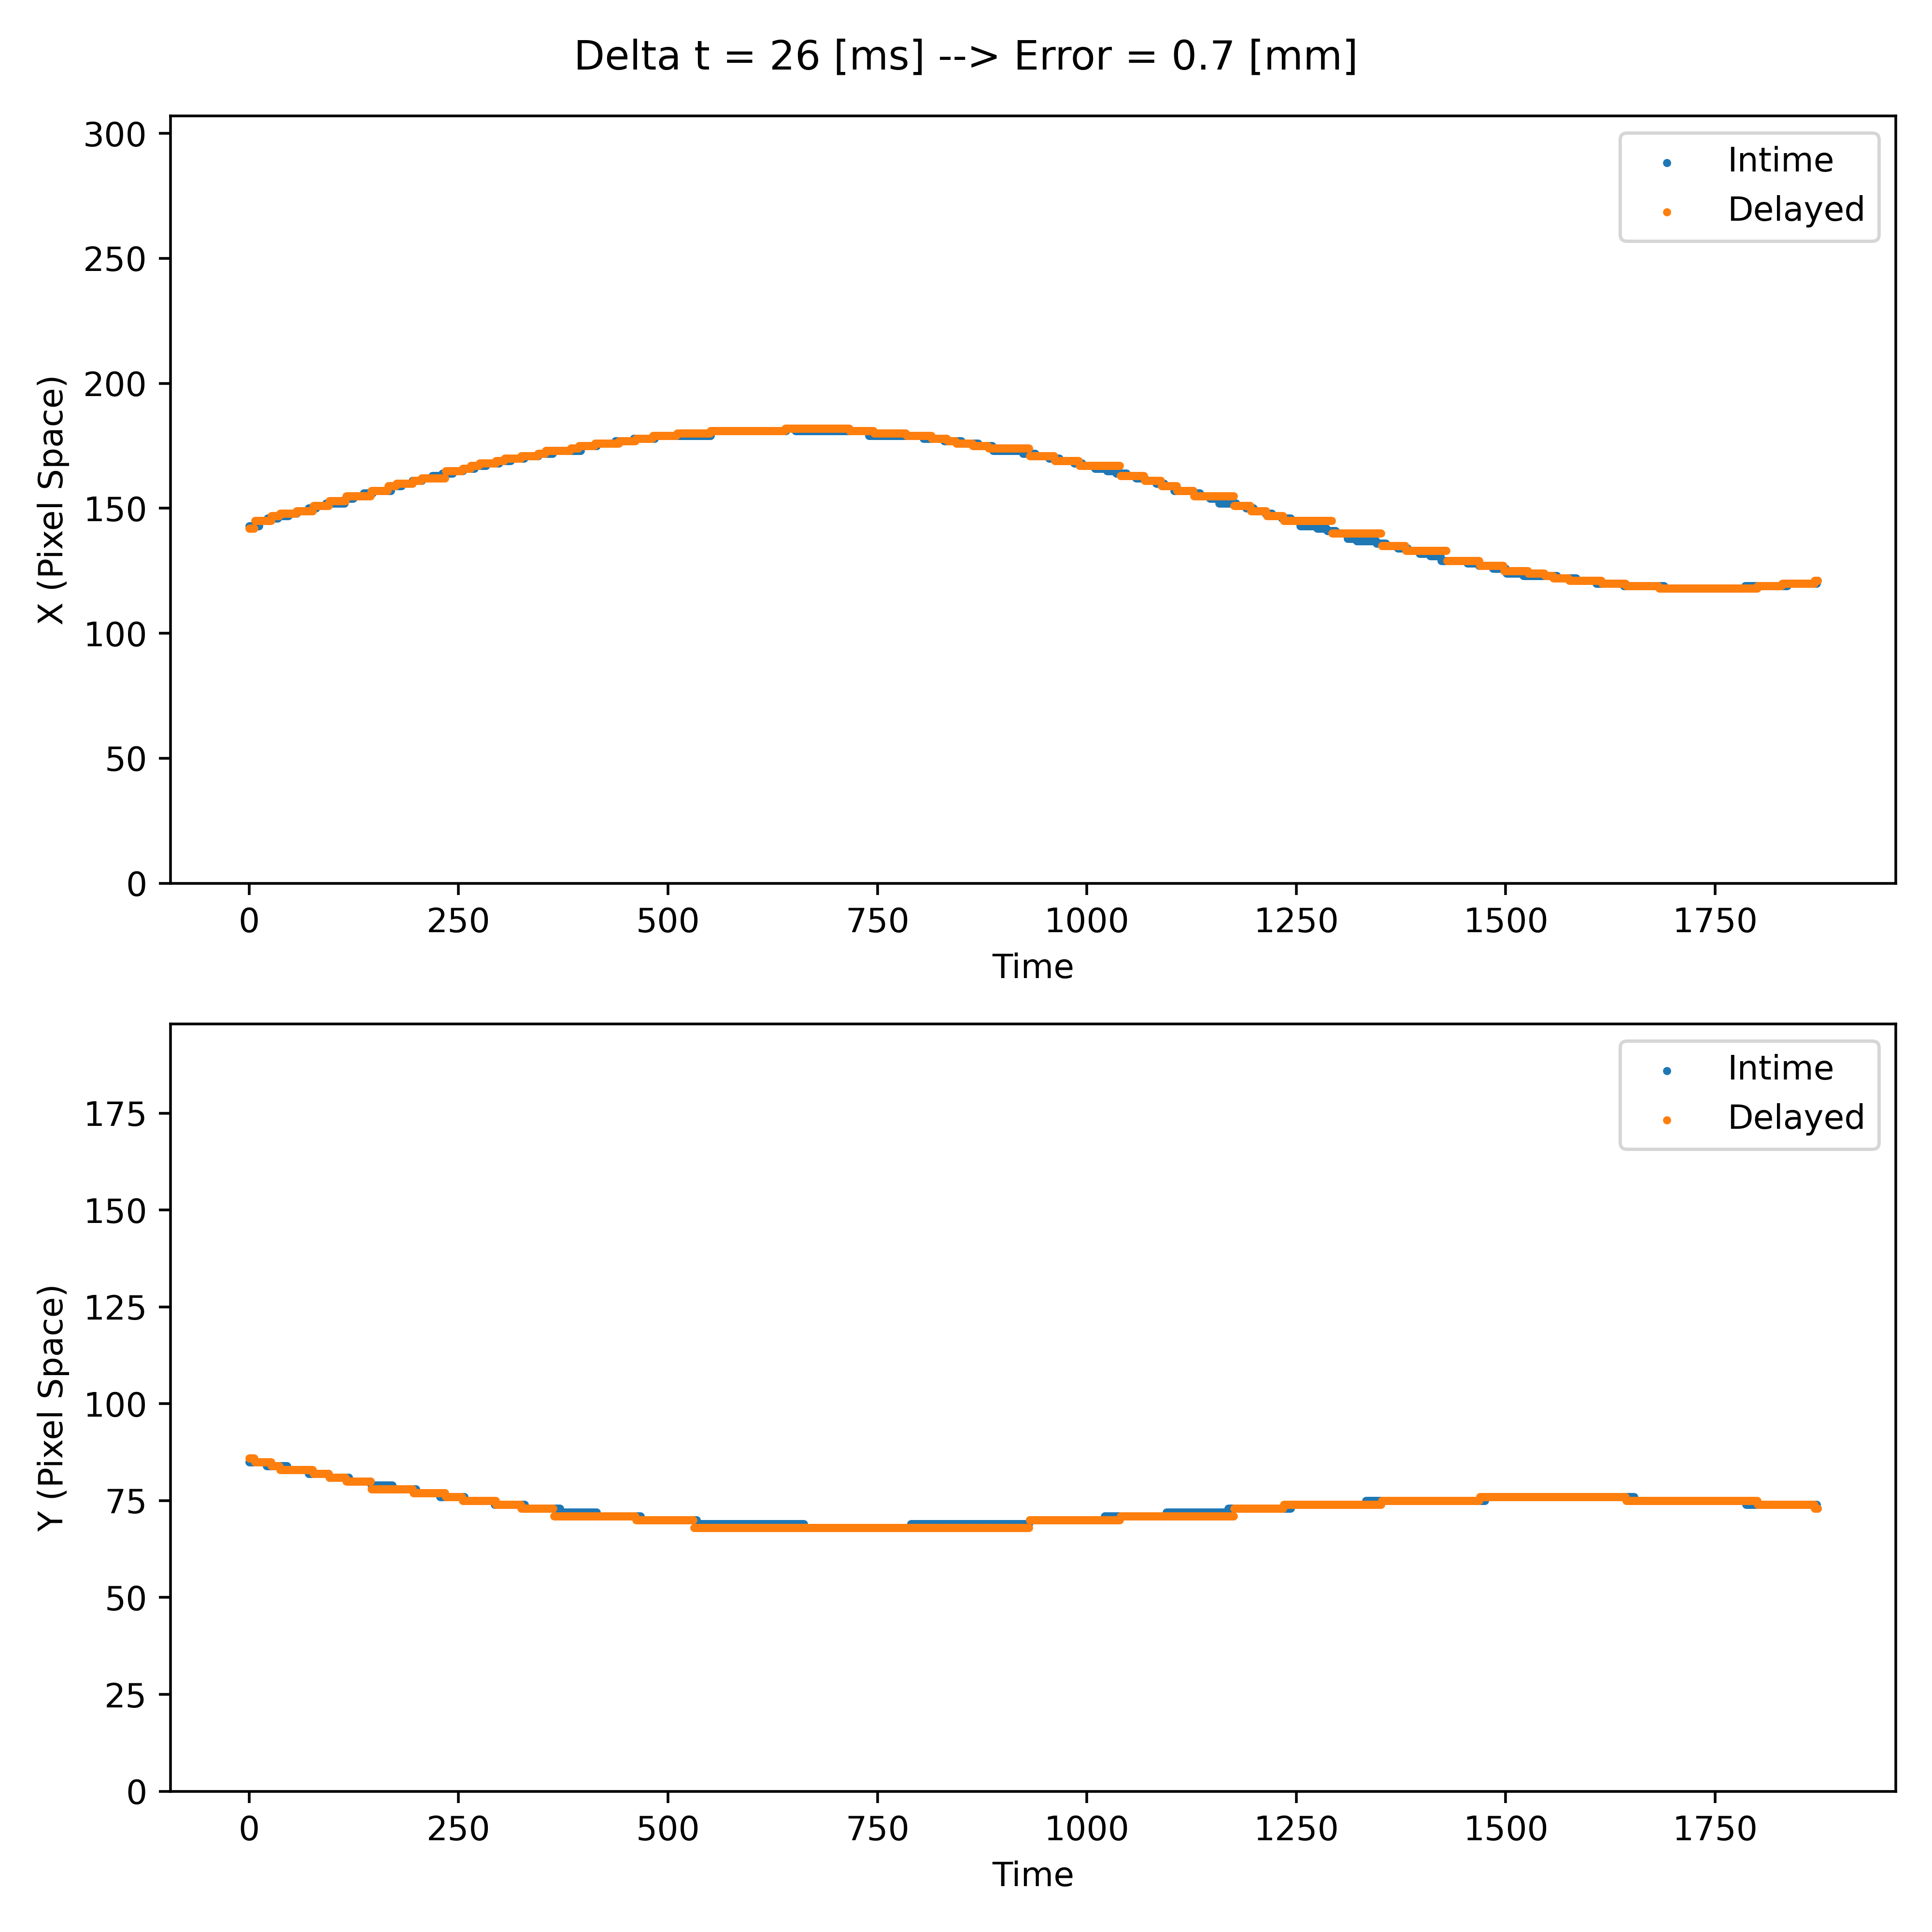 Delta t = 26 [ms] --> Error = 0.7 [mm]
300
250
200
150
100
50
0
X (Pixel Space)
Intime
Delayed
0 250 500 750 1000 1250 1500 1750
Time
175
150
125
100
75
50
25
0
Y (Pixel Space)
Intime
Delayed
0 250 500 750 1000 1250 1500 1750
Time